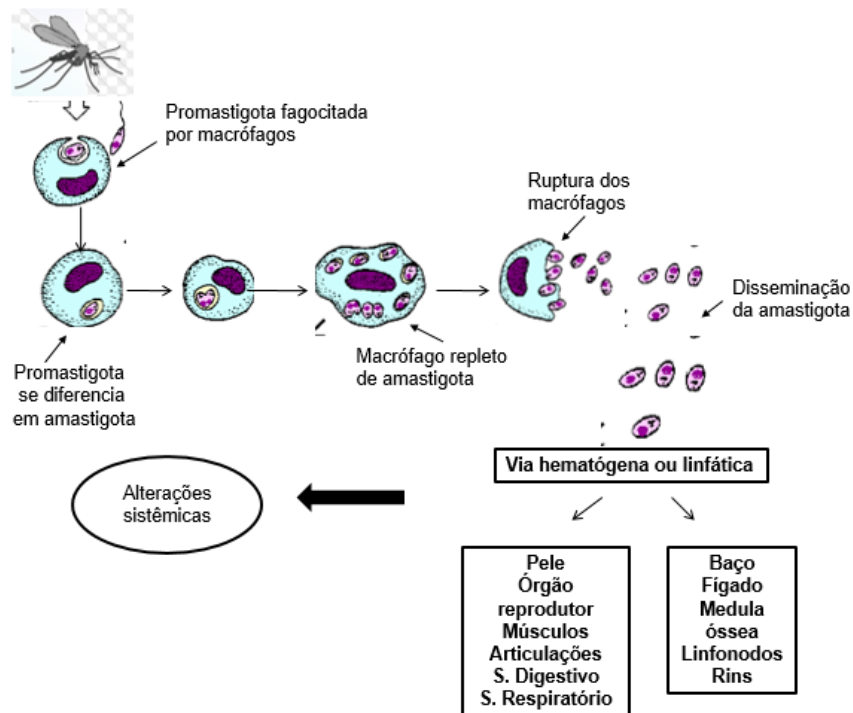 Promastigota fagocitada
por macrófagos
Ruptura dos
macrófagos
Disseminação
da amastigota
Macrófago repleto
de amastigota
Promastigota
se diferencia
em amastigota
Via hematógena ou linfática
Alterações
sistêmicas
Pele
Órgão
reprodutor
Músculos
Articulações
S. Digestivo
S. Respiratório
Baço
Fígado
Medula
óssea
Linfonodos
Rins